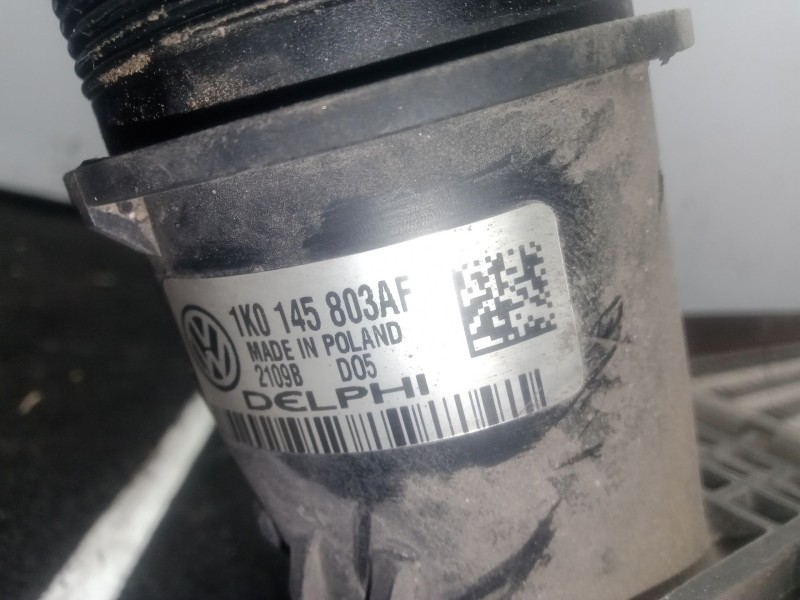 1K0 145 803AF
MADE IN POLAND
2109B D05
DELPHI